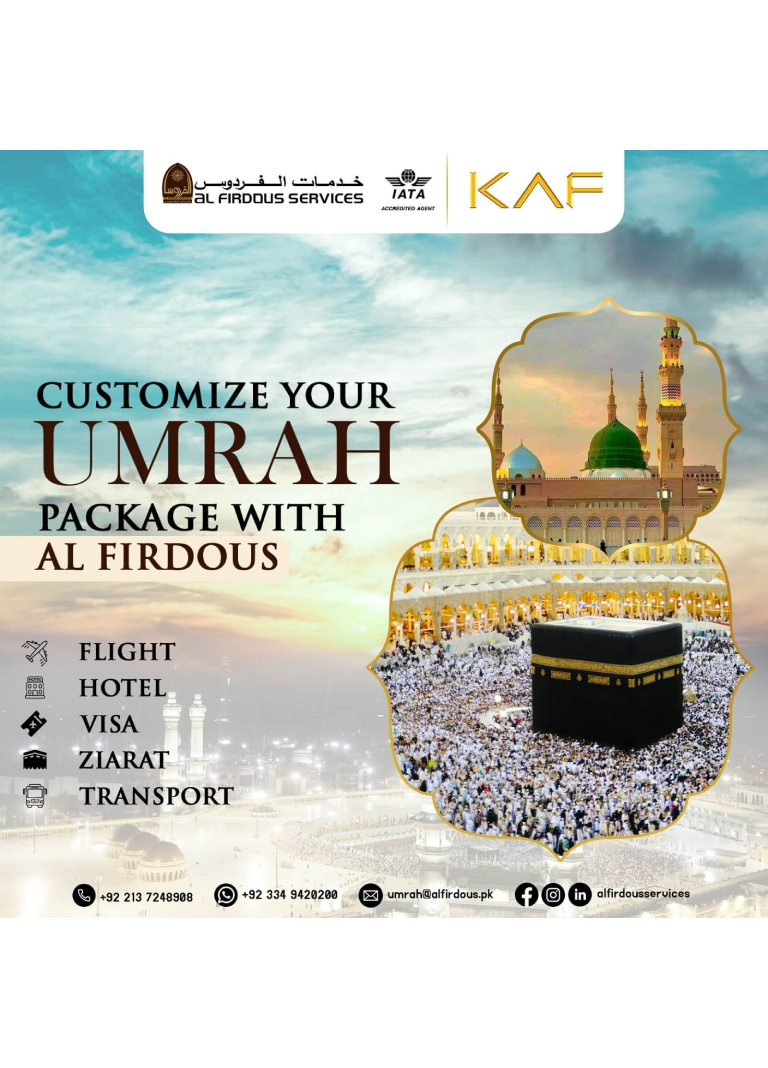 خدمات الفردوس
AL FIRDOUS SERVICES
الفردوس
IATA
ACCREDITED AGENT
KAF
CUSTOMIZE YOUR
UMRAH
PACKAGE WITH
AL FIRDOUS
FLIGHT
HOTEL
VISA
ZIARAT
TRANSPORT
+92 213 7248908 +92 334 9420200 umrah@alfirdous.pk alfirdousservices